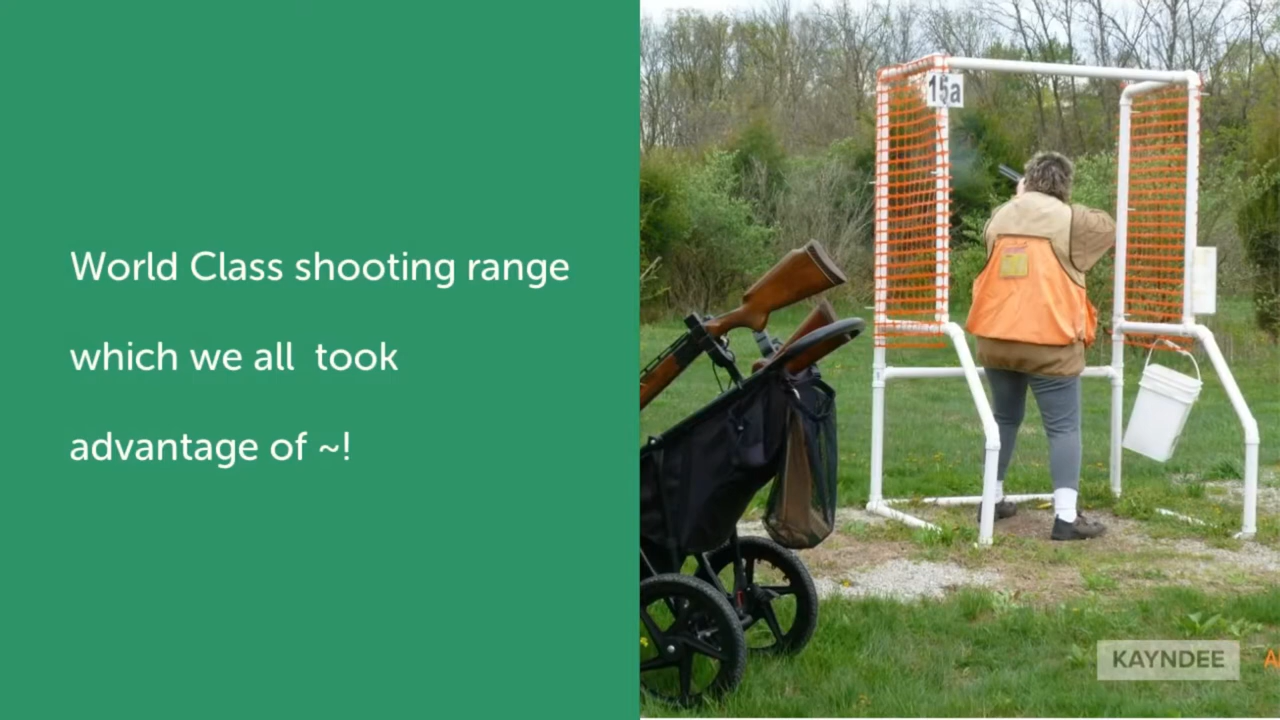 World Class shooting range
which we all  took
advantage of ~!
15a
KAYNDEE
A